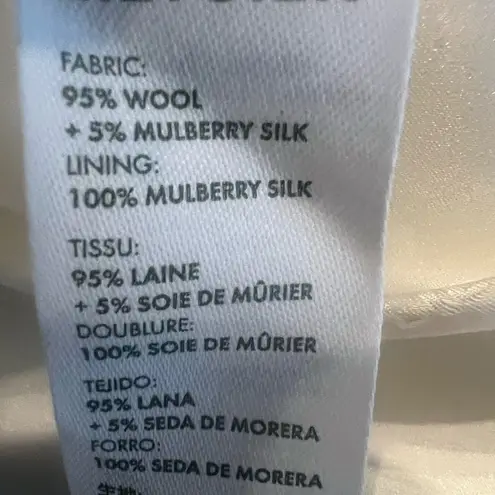 FABRIC:
95% WOOL
+ 5% MULBERRY SILK
LINING:
100% MULBERRY SILK
TISSU:
95% LAINE
+ 5% SOIE DE MÛRIER
DOUBLURE:
100% SOIE DE MÛRIER
TEJIDO:
95% LANA
+ 5% SEDA DE MORERA
FORRO:
100% SEDA DE MORERA